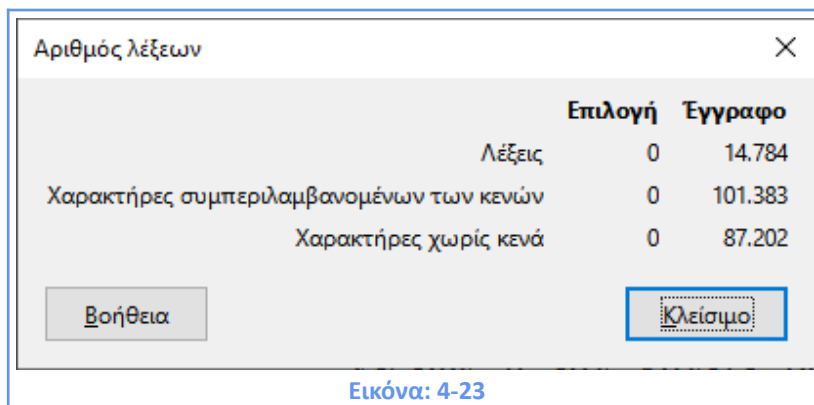 Αριθμός λέξεων
Επιλογή Έγγραφο
Λέξεις 0 14.784
Χαρακτήρες συμπεριλαμβανομένων των κενών 0 101.383
Χαρακτήρες χωρίς κενά 0 87.202
Βοήθεια Κλείσιμο
Εικόνα: 4-23